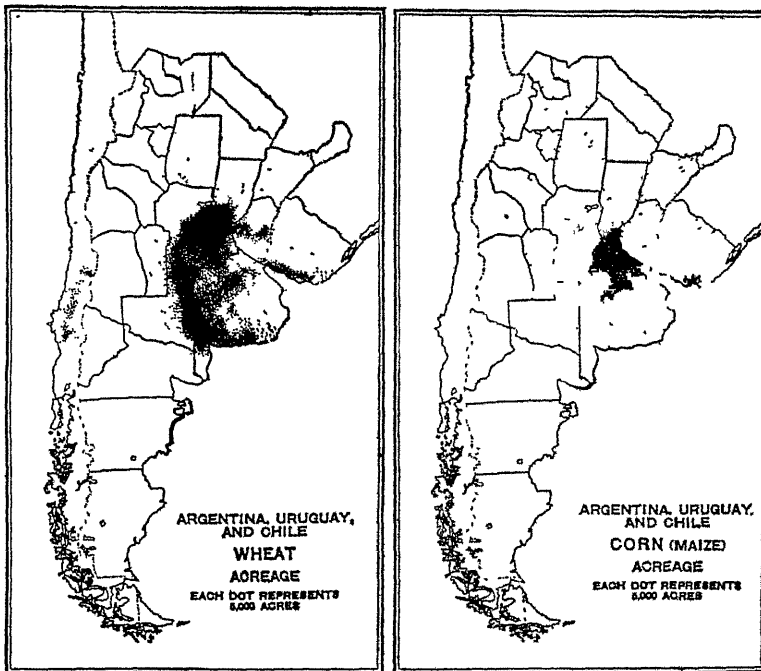 ARGENTINA, URUGUAY,
AND CHILE
WHEAT
ACREAGE
EACH DOT REPRESENTS
5,000 ACRES
ARGENTINA, URUGUAY,
AND CHILE
CORN (MAIZE)
ACREAGE
EACH DOT REPRESENTS
5,000 ACRES